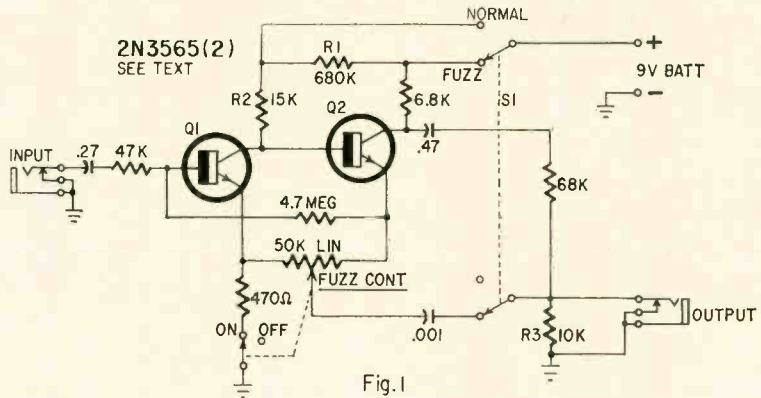 NORMAL
2N3565(2)
SEE TEXT
R1
680K
FUZZ
+
9V BATT
−
R2
15K
Q2
6.8K
S1
Q1
.47
INPUT
.27
47K
68K
4.7 MEG
50K LIN
FUZZ CONT
470Ω
ON
OFF
.001
R3
10K
OUTPUT
Fig.1